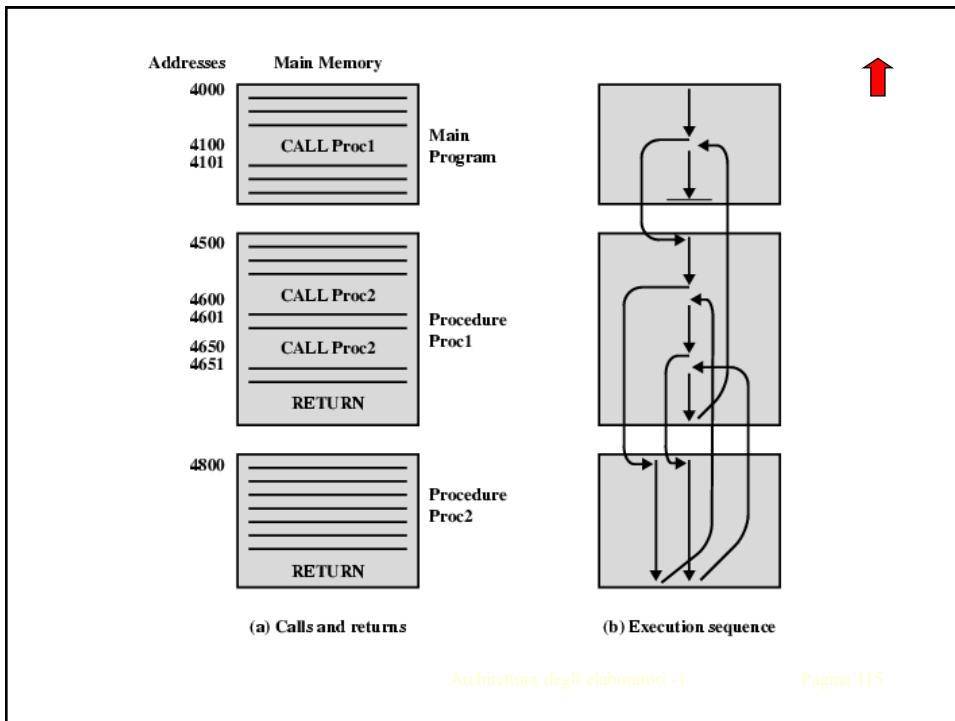 Addresses Main Memory
4000
4100 CALL Proc1
4101
Main
Program
4500
4600 CALL Proc2
4601
4650 CALL Proc2
4651
RETURN
Procedure
Proc1
4800
RETURN
Procedure
Proc2
(a) Calls and returns (b) Execution sequence
Architettura degli elaboratori -1 Pagina 115